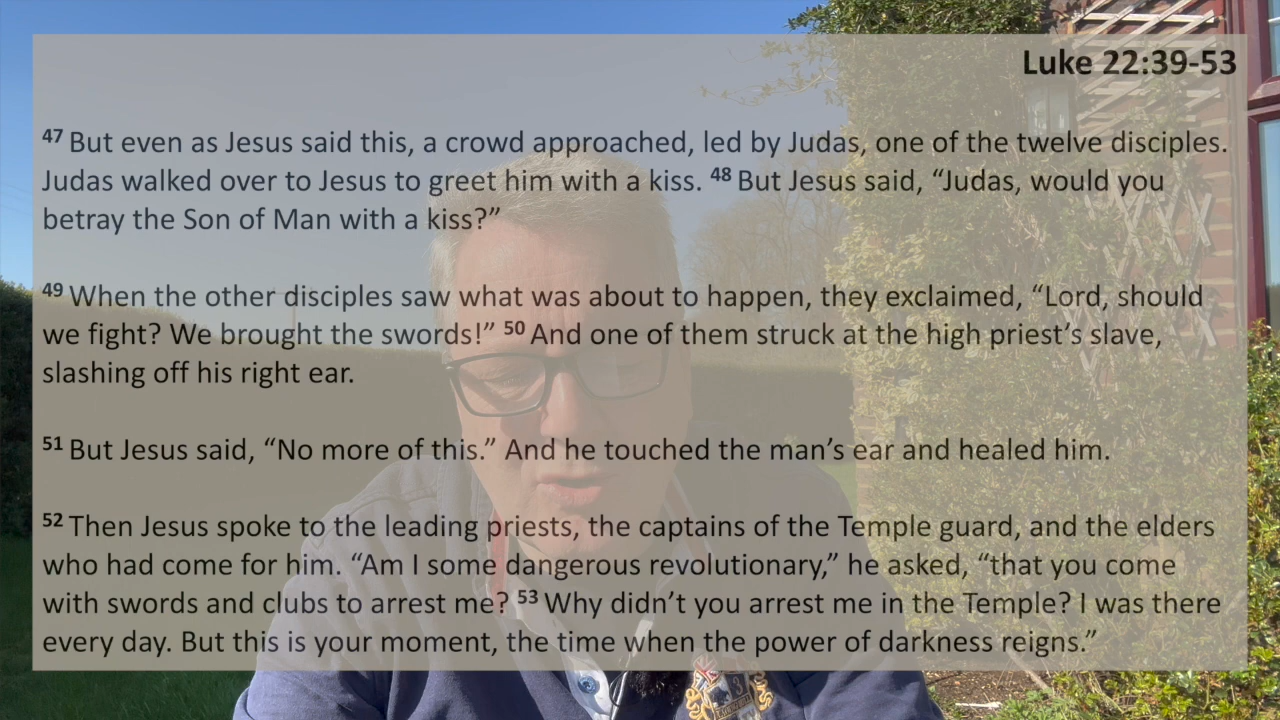 Luke 22:39-53
47 But even as Jesus said this, a crowd approached, led by Judas, one of the twelve disciples.
Judas walked over to Jesus to greet him with a kiss. 48 But Jesus said, “Judas, would you
betray the Son of Man with a kiss?”
49 When the other disciples saw what was about to happen, they exclaimed, “Lord, should
we fight? We brought the swords!” 50 And one of them struck at the high priest’s slave,
slashing off his right ear.
51 But Jesus said, “No more of this.” And he touched the man’s ear and healed him.
52 Then Jesus spoke to the leading priests, the captains of the Temple guard, and the elders
who had come for him. “Am I some dangerous revolutionary,” he asked, “that you come
with swords and clubs to arrest me? 53 Why didn’t you arrest me in the Temple? I was there
every day. But this is your moment, the time when the power of darkness reigns.”
3